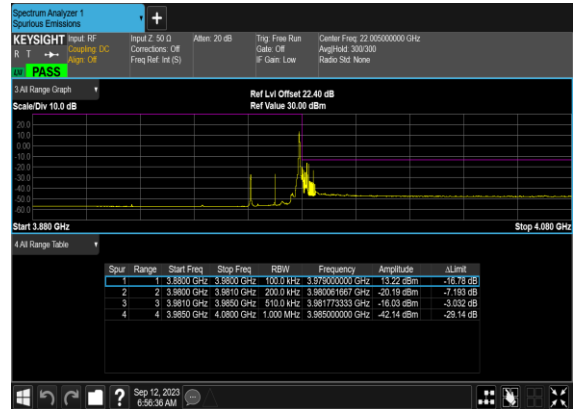 Spectrum Analyzer 1
Spurious Emissions
+
KEYSIGHT Input: RF Input Z: 50 Ω Atten: 20 dB Trig: Free Run Center Freq: 22.005000000 GHz
R T Coupling: DC Corrections: Off Gate: Off Avg|Hold: 300/300
Align: Off Freq Ref: Int (S) IF Gain: Low Radio Std: None
PASS
3 All Range Graph
Ref Lvl Offset 22.40 dB
Scale/Div 10.0 dB Ref Value 30.00 dBm
20.0
10.0
0.00
-10.0
-20.0
-30.0
-40.0
-50.0
-60.0
Start 3.880 GHz Stop 4.080 GHz
4 All Range Table
Spur Range Start Freq Stop Freq RBW Frequency Amplitude ΔLimit
1 1 3.8800 GHz 3.9800 GHz 100.0 kHz 3.979000000 GHz 13.22 dBm -16.78 dB
2 2 3.9800 GHz 3.9810 GHz 200.0 kHz 3.980061667 GHz -20.19 dBm -7.193 dB
3 3 3.9810 GHz 3.9850 GHz 510.0 kHz 3.981773333 GHz -16.03 dBm -3.032 dB
4 4 3.9850 GHz 4.0800 GHz 1.000 MHz 3.985000000 GHz -42.14 dBm -29.14 dB
? Sep 12, 2023
6:56:36 AM